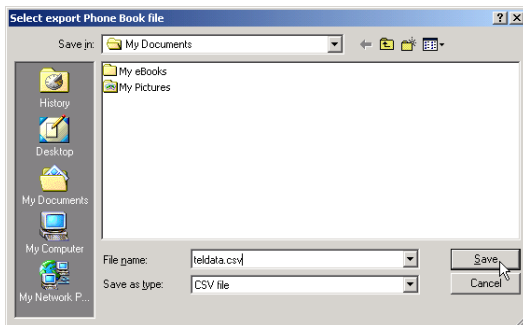 Select export Phone Book file
Save in:
My Documents
History
Desktop
My Documents
My Computer
My Network P...
My eBooks
My Pictures
File name:
teldata.csv
Save
Save as type:
CSV file
Cancel